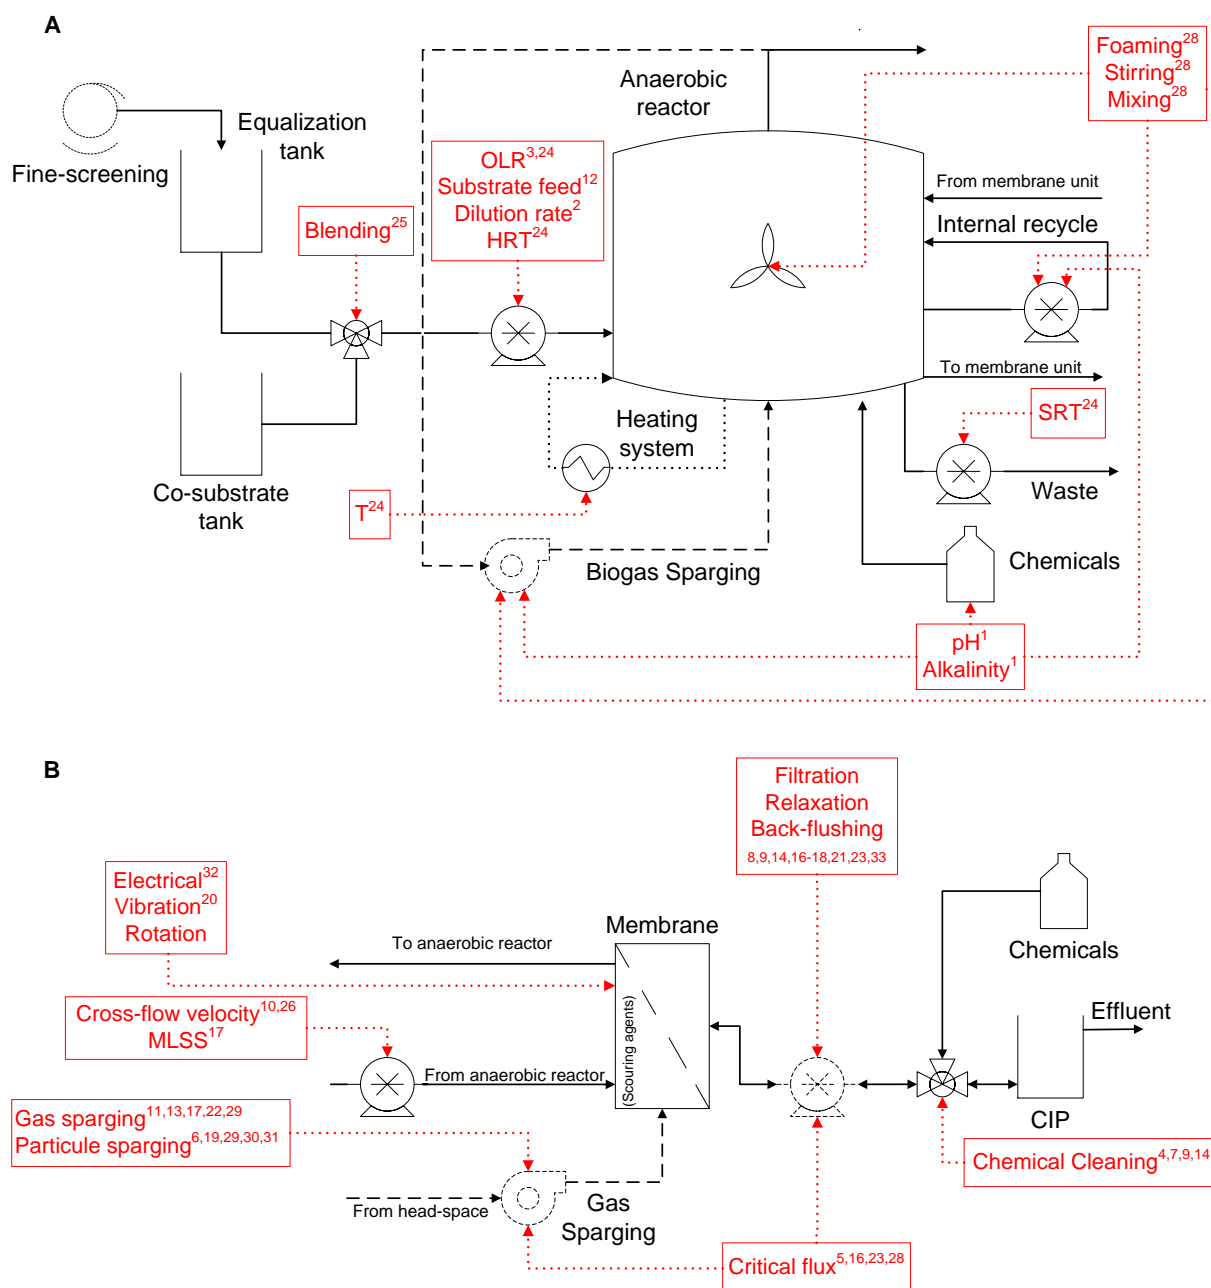 A
Fine-screening
Equalization
tank
Blending25
OLR3,24
Substrate feed12
Dilution rate2
HRT24
Anaerobic
reactor
Foaming28
Stirring28
Mixing28
From membrane unit
Internal recycle
To membrane unit
SRT24
Waste
Heating
system
Co-substrate
tank
T24
Biogas Sparging
Chemicals
pH1
Alkalinity1
B
Filtration
Relaxation
Back-flushing
8,9,14,16-18,21,23,33
Electrical32
Vibration20
Rotation
To anaerobic reactor
Membrane
(Scouring agents)
Chemicals
Cross-flow velocity10,26
MLSS17
From anaerobic reactor
Effluent
CIP
Gas sparging11,13,17,22,29
Particule sparging6,19,29,30,31
Chemical Cleaning4,7,9,14
From head-space
Gas
Sparging
Critical flux5,16,23,28